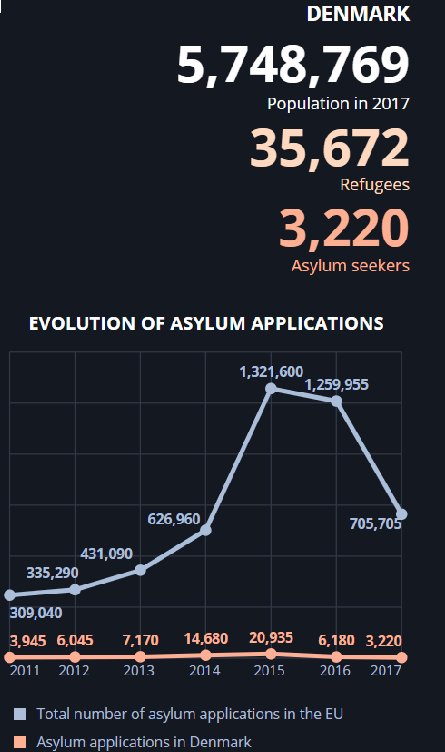 DENMARK
5,748,769
Population in 2017
35,672
Refugees
3,220
Asylum seekers
EVOLUTION OF ASYLUM APPLICATIONS
1,321,600
1,259,955
626,960
705,705
431,090
335,290
309,040
3,945 6,045 7,170 14,680 20,935 6,180 3,220
2011 2012 2013 2014 2015 2016 2017
Total number of asylum applications in the EU
Asylum applications in Denmark